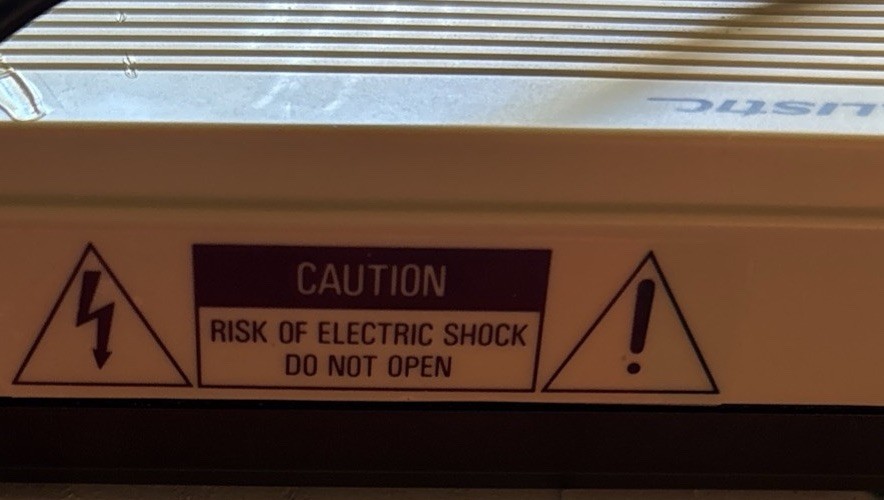 CAUTION
RISK OF ELECTRIC SHOCK
DO NOT OPEN